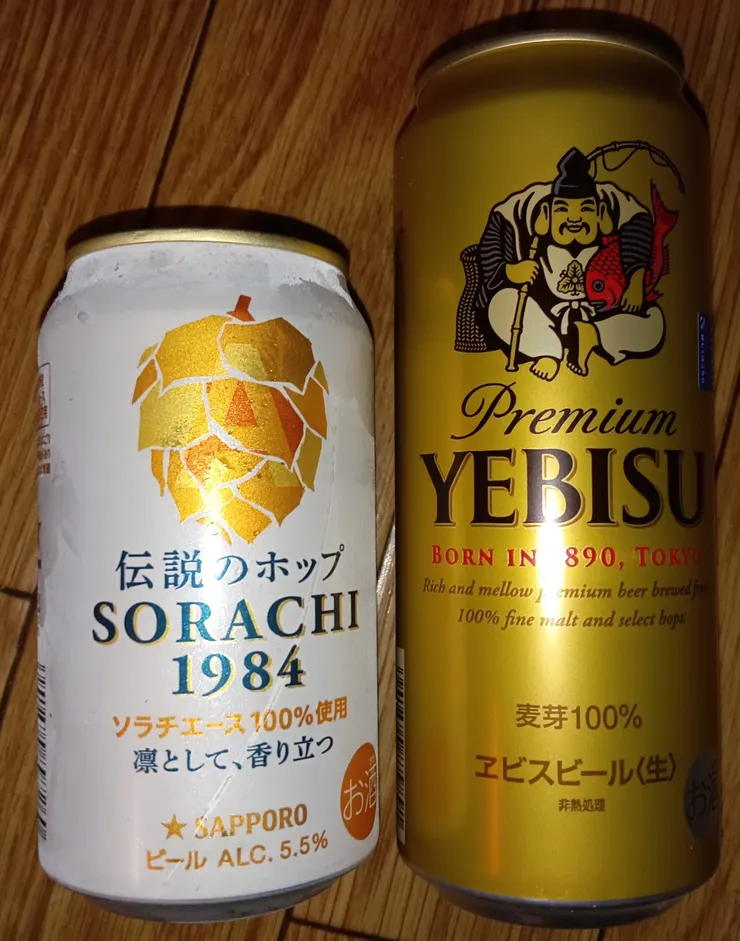 伝説のホップ
SORACHI
1984
ソラチエース100%使用
凛として、香り立つ
お酒
★ SAPPORO
ビール ALC. 5.5%
Premium
YEBISU
BORN IN 1890, TOKYO
Rich and mellow premium beer brewed from
100% fine malt and select hops.
麦芽100%
ヱビスビール〈生〉
非熱処理
お酒